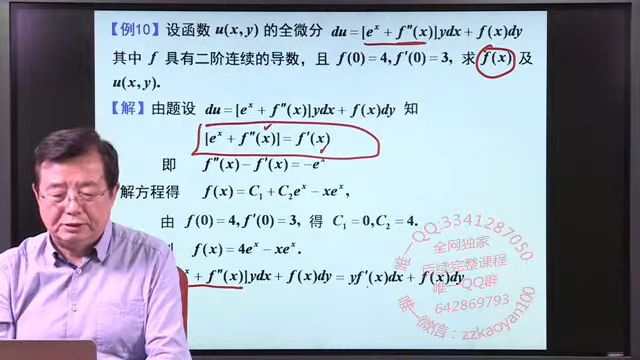 【例10】设函数 u(x, y) 的全微分 du = [eˣ + f″(x)]ydx + f(x)dy
其中 f 具有二阶连续的导数，且 f(0) = 4, f′(0) = 3, 求 f(x) 及
u(x, y).
【解】由题设 du = [eˣ + f″(x)]ydx + f(x)dy 知
[eˣ + f″(x)] = f′(x)
即 f″(x) − f′(x) = −eˣ
解方程得 f(x) = C₁ + C₂eˣ − xeˣ,
由 f(0) = 4, f′(0) = 3, 得 C₁ = 0, C₂ = 4.
f(x) = 4eˣ − xeˣ.
ˣ + f″(x)]ydx + f(x)dy = yf′(x)dx + f(x)dy
唯一QQ:3341287050
全网独家
后续完整课程
唯一QQ群
642869793
唯一微信：zzkaoyan100